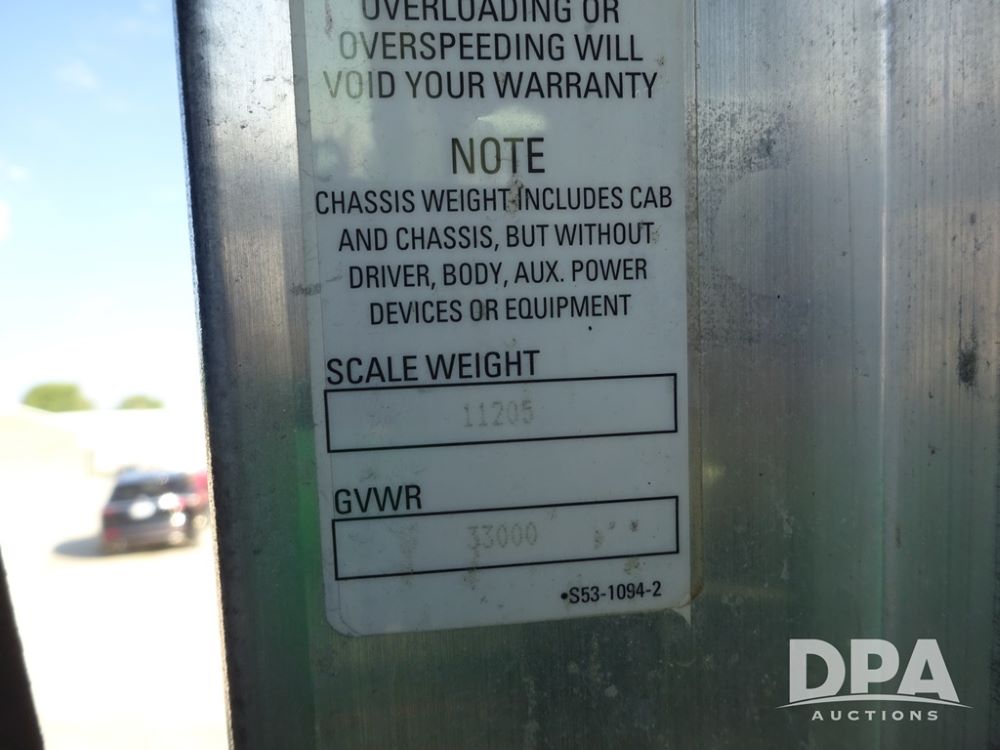 OVERLOADING OR
OVERSPEEDING WILL
VOID YOUR WARRANTY
NOTE
CHASSIS WEIGHT INCLUDES CAB
AND CHASSIS, BUT WITHOUT
DRIVER, BODY, AUX. POWER
DEVICES OR EQUIPMENT
SCALE WEIGHT
11205
GVWR
33000
•S53-1094-2
DPA
AUCTIONS